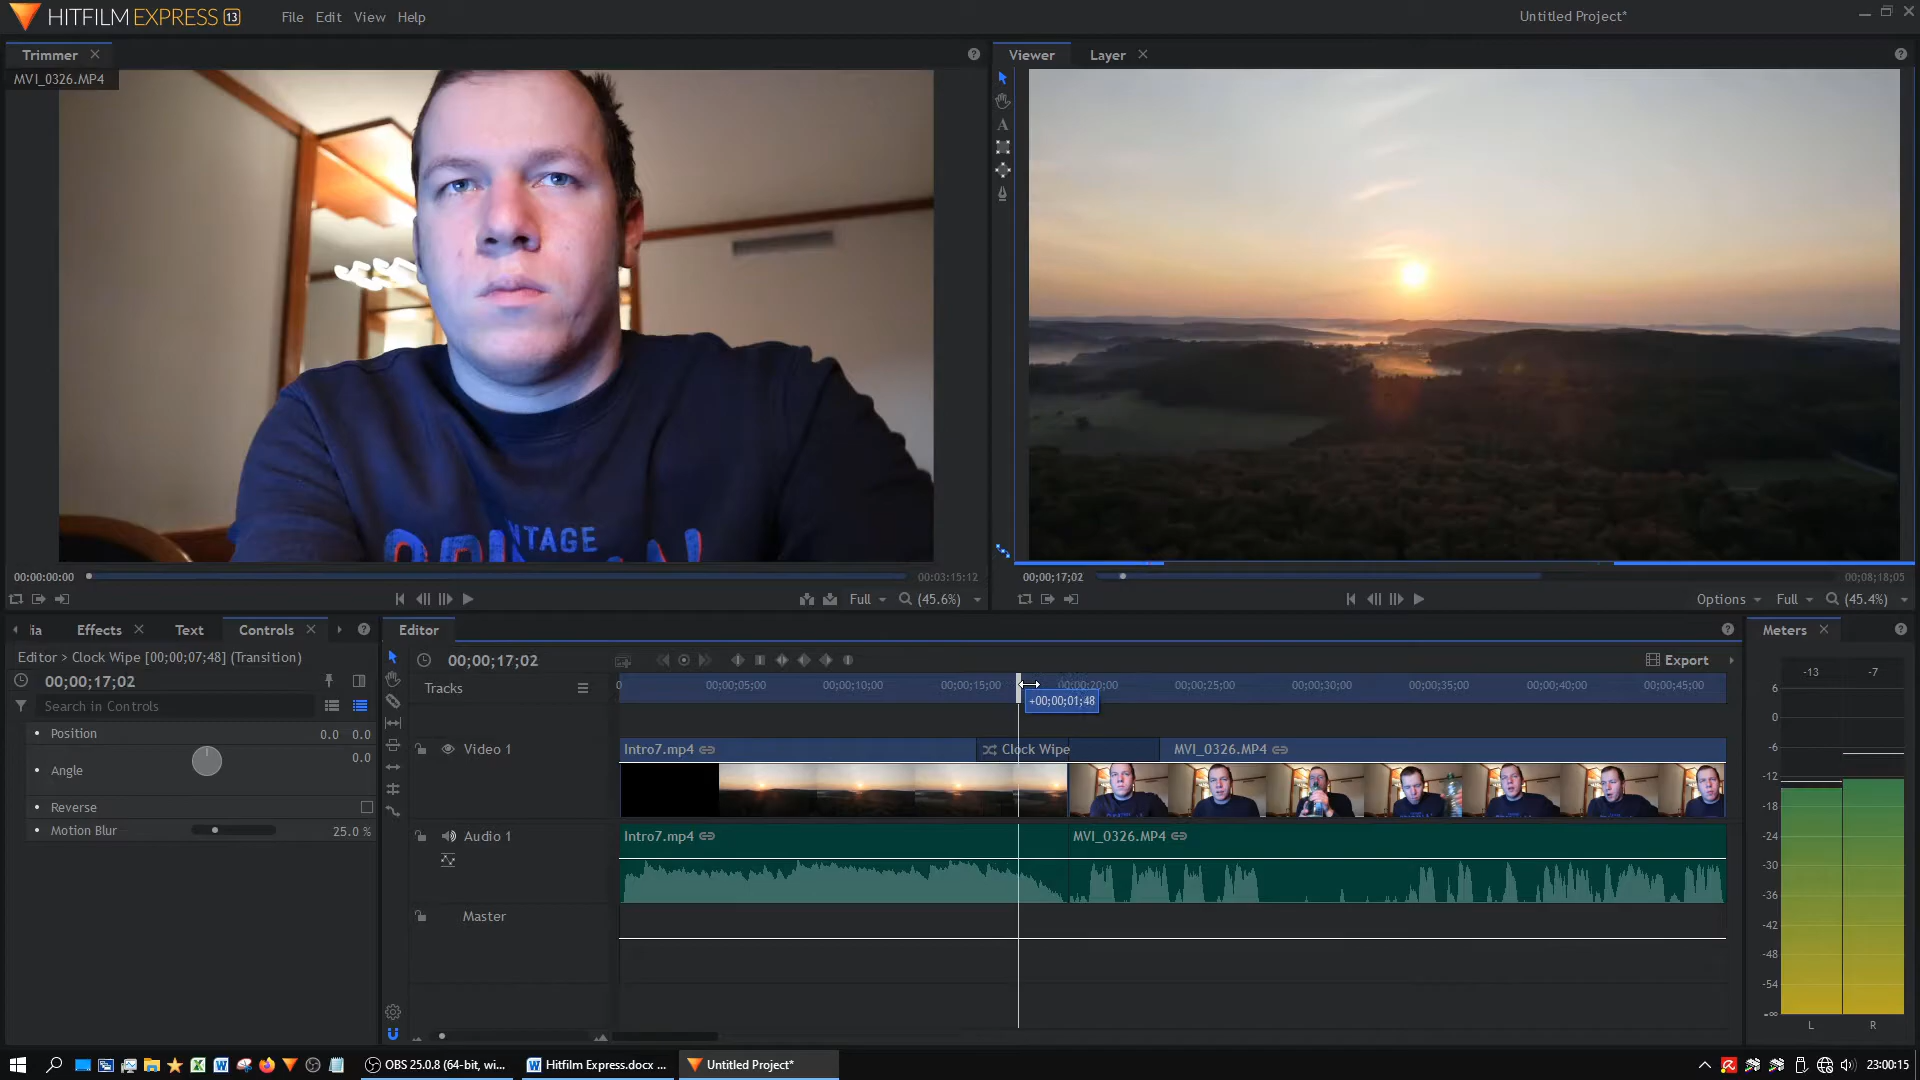 HITFILM EXPRESS 13
File Edit View Help
Untitled Project*
Trimmer
MVI_0326.MP4
Viewer Layer
NTAGE
00:00:00:00 00:03:15:12
Full (45.6%)
00;00;17;02 00;08;18;05
Options Full (45.4%)
ia Effects Text Controls
Editor > Clock Wipe [00;00;07;48] (Transition)
00;00;17;02
Search in Controls
Position 0.0 0.0
Angle 0.0
Reverse
Motion Blur 25.0 %
Editor
00;00;17;02
Export
Tracks
0 00;00;05;00 00;00;10;00 00;00;15;00 00;00;20;00 00;00;25;00 00;00;30;00 00;00;35;00 00;00;40;00 00;00;45;00
+00;00;01;48
Video 1
Intro7.mp4 Clock Wipe MVI_0326.MP4
Audio 1
Intro7.mp4 MVI_0326.MP4
Master
Meters
-13 -7
6
0
-6
-12
-18
-24
-30
-36
-42
-48
-54
-∞
L R
OBS 25.0.8 (64-bit, wi...
Hitfilm Express.docx ...
Untitled Project*
23:00:15